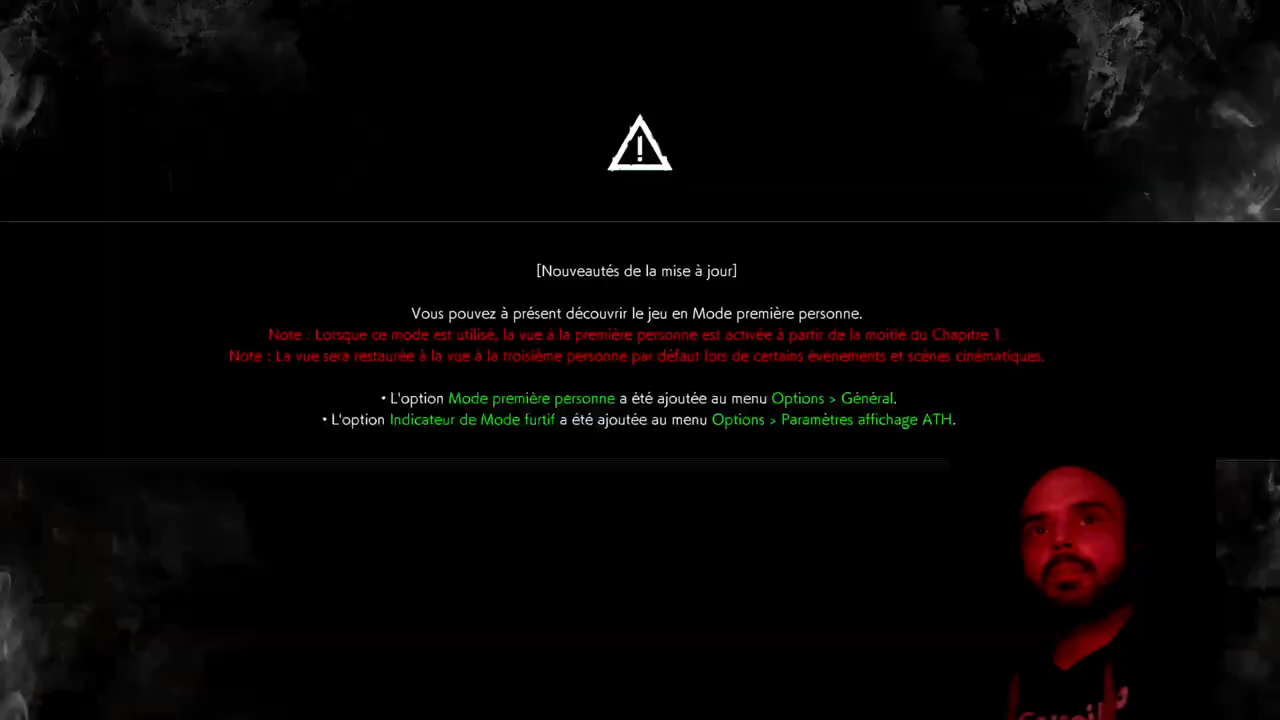 [Nouveautés de la mise à jour]
Vous pouvez à présent découvrir le jeu en Mode première personne.
Note : Lorsque ce mode est utilisé, la vue à la première personne est activée à partir de la moitié du Chapitre 1.
Note : La vue sera restaurée à la vue à la troisième personne par défaut lors de certains évènements et scènes cinématiques.
• L'option Mode première personne a été ajoutée au menu Options > Général.
• L'option Indicateur de Mode furtif a été ajoutée au menu Options > Paramètres affichage ATH.